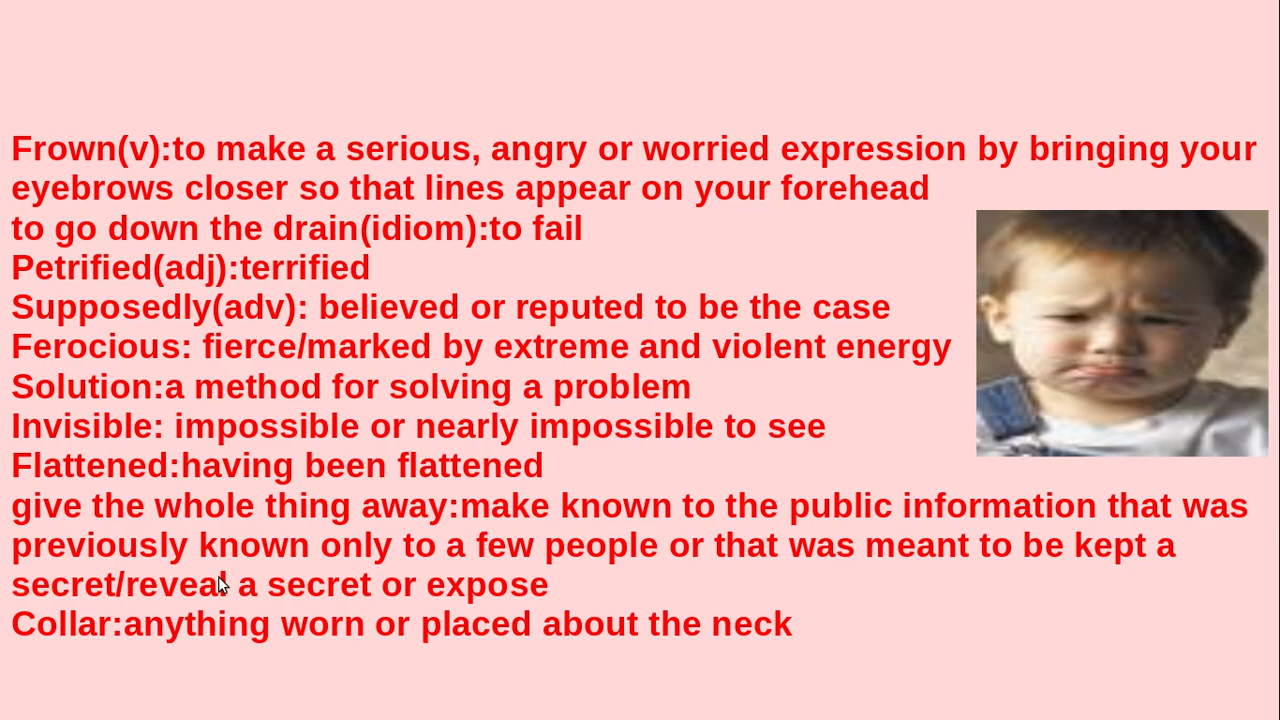 Frown(v):to make a serious, angry or worried expression by bringing your
eyebrows closer so that lines appear on your forehead
to go down the drain(idiom):to fail
Petrified(adj):terrified
Supposedly(adv): believed or reputed to be the case
Ferocious: fierce/marked by extreme and violent energy
Solution:a method for solving a problem
Invisible: impossible or nearly impossible to see
Flattened:having been flattened
give the whole thing away:make known to the public information that was
previously known only to a few people or that was meant to be kept a
secret/reveal a secret or expose
Collar:anything worn or placed about the neck